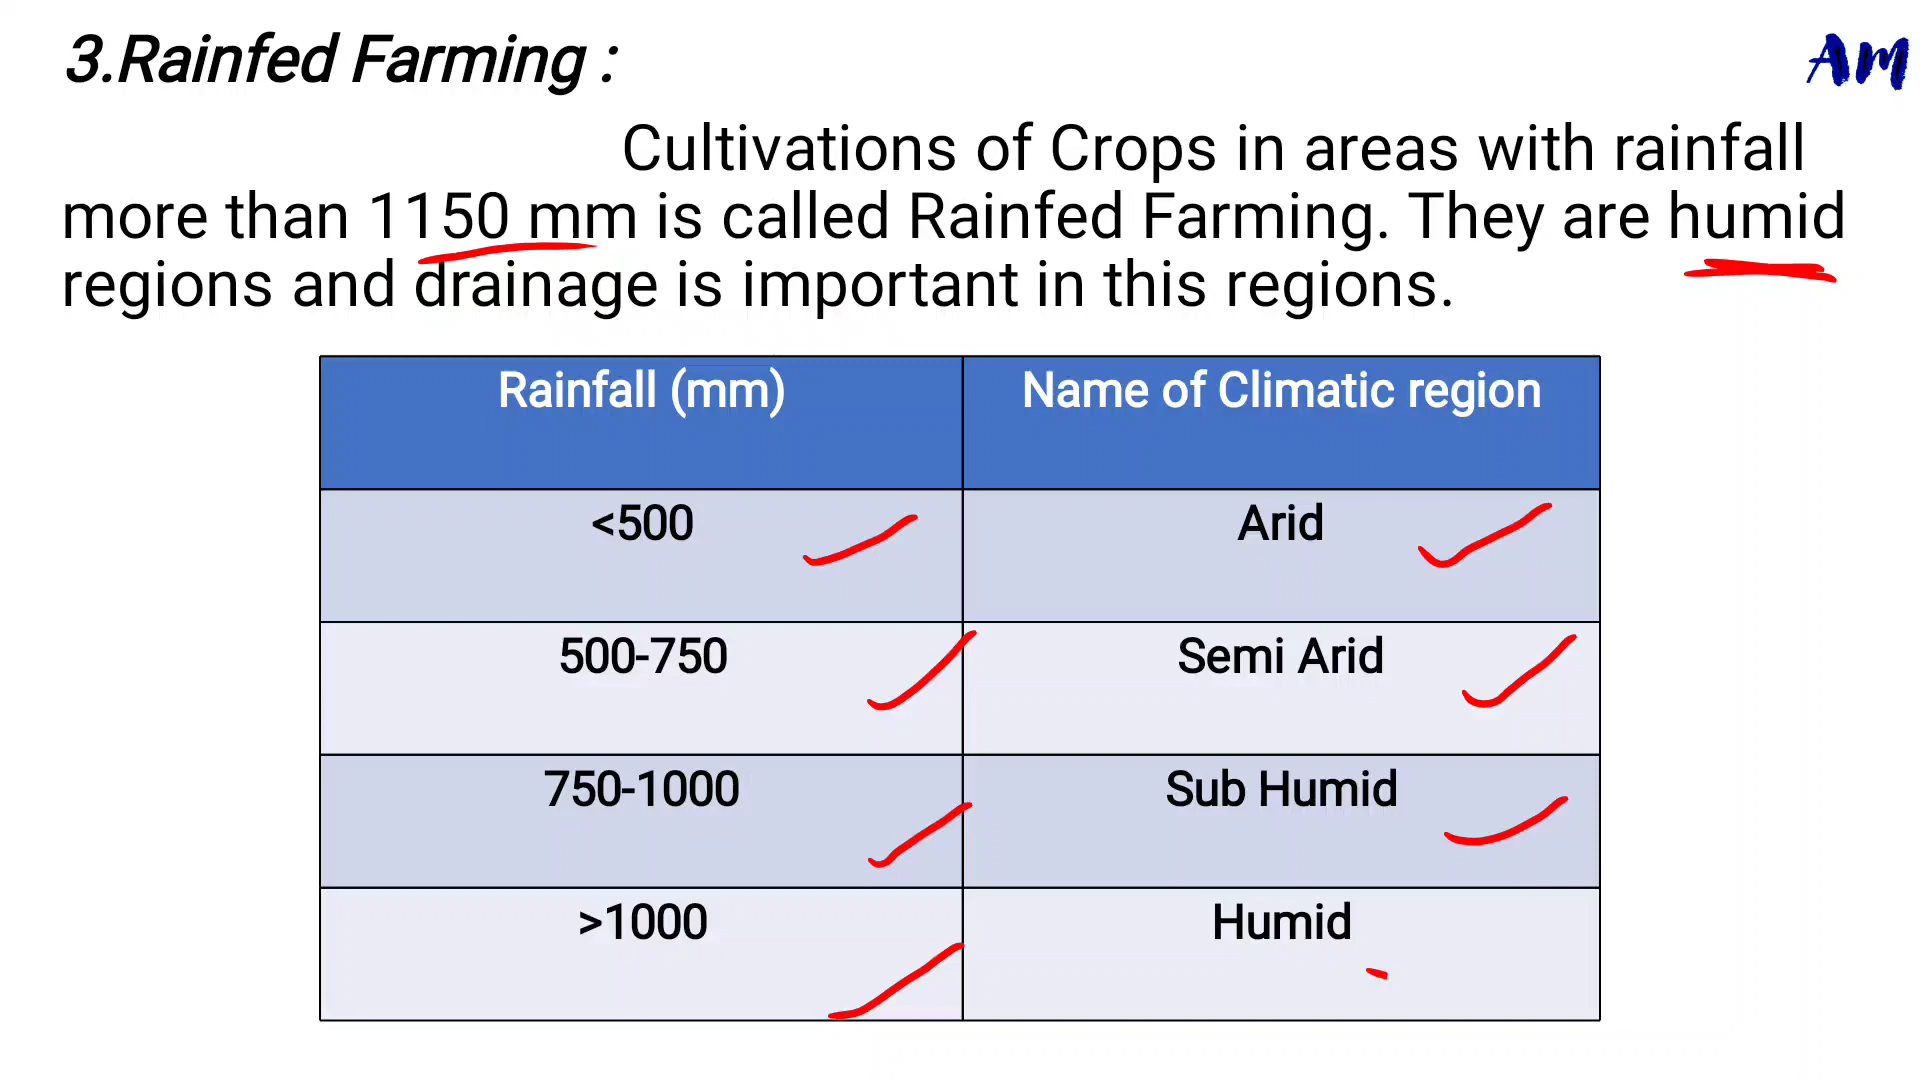 3.Rainfed Farming :
AM
Cultivations of Crops in areas with rainfall
more than 1150 mm is called Rainfed Farming. They are humid
regions and drainage is important in this regions.
Rainfall (mm) Name of Climatic region
<500 Arid
500-750 Semi Arid
750-1000 Sub Humid
>1000 Humid